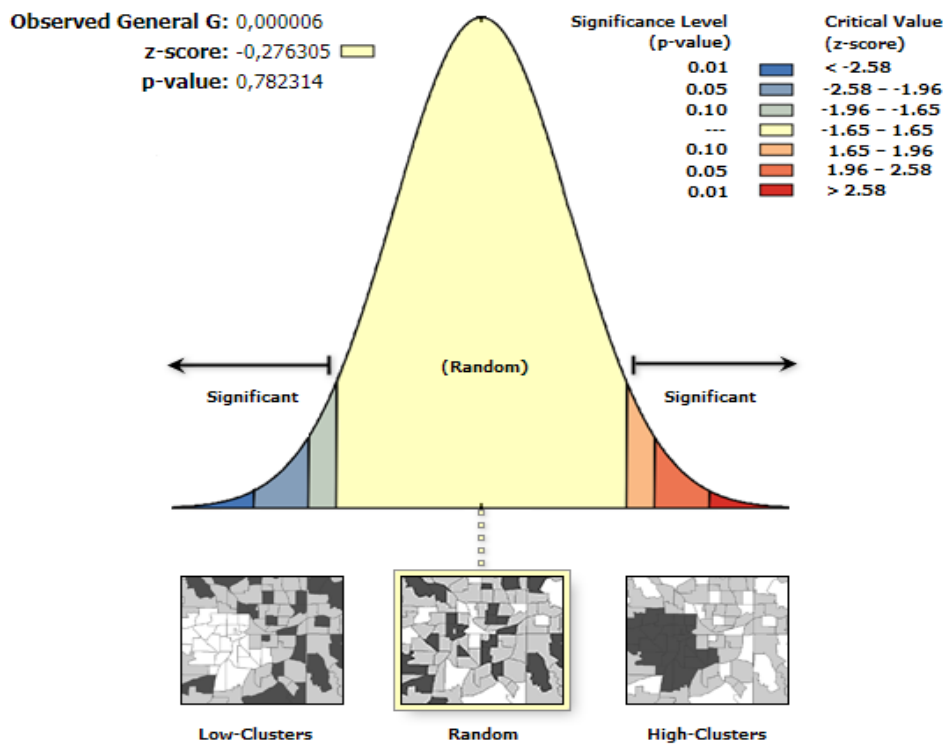 Observed General G: 0,000006
z-score: -0,276305
p-value: 0,782314
Significance Level
(p-value)
Critical Value
(z-score)
0.01 < -2.58
0.05 -2.58 – -1.96
0.10 -1.96 – -1.65
--- -1.65 – 1.65
0.10 1.65 – 1.96
0.05 1.96 – 2.58
0.01 > 2.58
(Random)
Significant
Significant
Low-Clusters
Random
High-Clusters